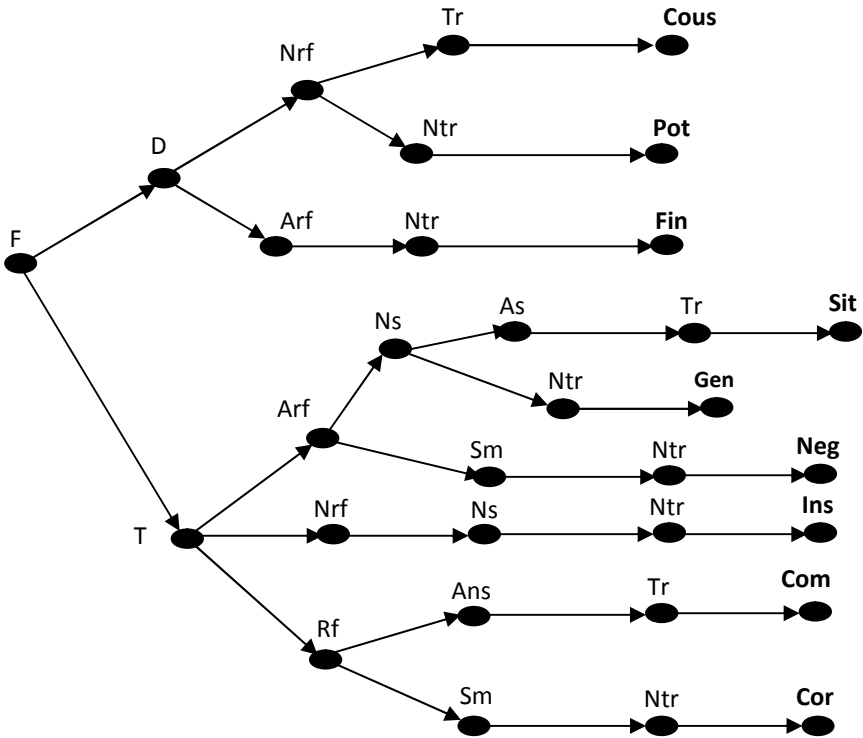 Tr Cous
Nrf
Ntr Pot
D
Arf Ntr Fin
F
Ns As Tr Sit
Ntr Gen
Arf
Sm Ntr Neg
T Nrf Ns Ntr Ins
Ans Tr Com
Rf
Sm Ntr Cor